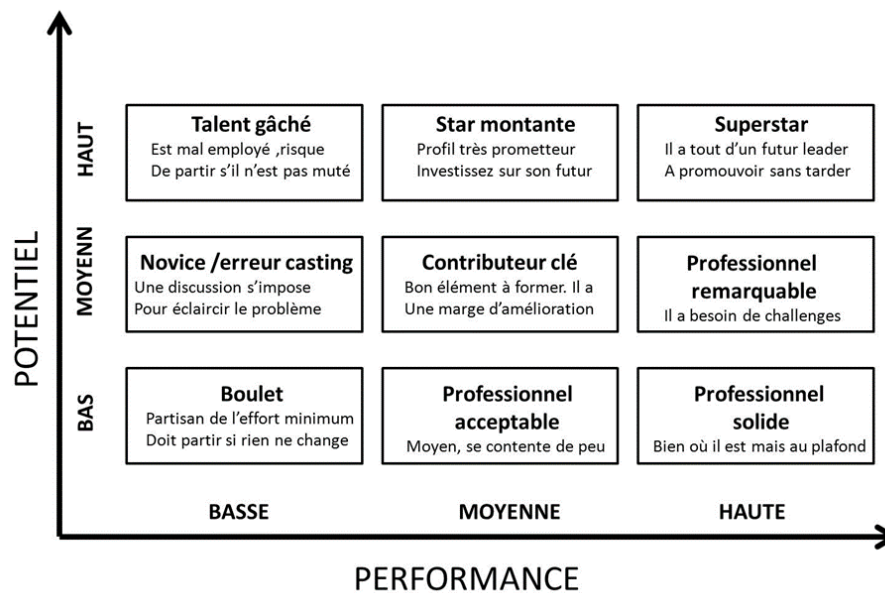 POTENTIEL
HAUT
Talent gâché
Est mal employé ,risque
De partir s'il n'est pas muté
Star montante
Profil très prometteur
Investissez sur son futur
Superstar
Il a tout d'un futur leader
A promouvoir sans tarder
MOYENN
Novice /erreur casting
Une discussion s'impose
Pour éclaircir le problème
Contributeur clé
Bon élément à former. Il a
Une marge d'amélioration
Professionnel
remarquable
Il a besoin de challenges
BAS
Boulet
Partisan de l'effort minimum
Doit partir si rien ne change
Professionnel
acceptable
Moyen, se contente de peu
Professionnel
solide
Bien où il est mais au plafond
BASSE
MOYENNE
HAUTE
PERFORMANCE